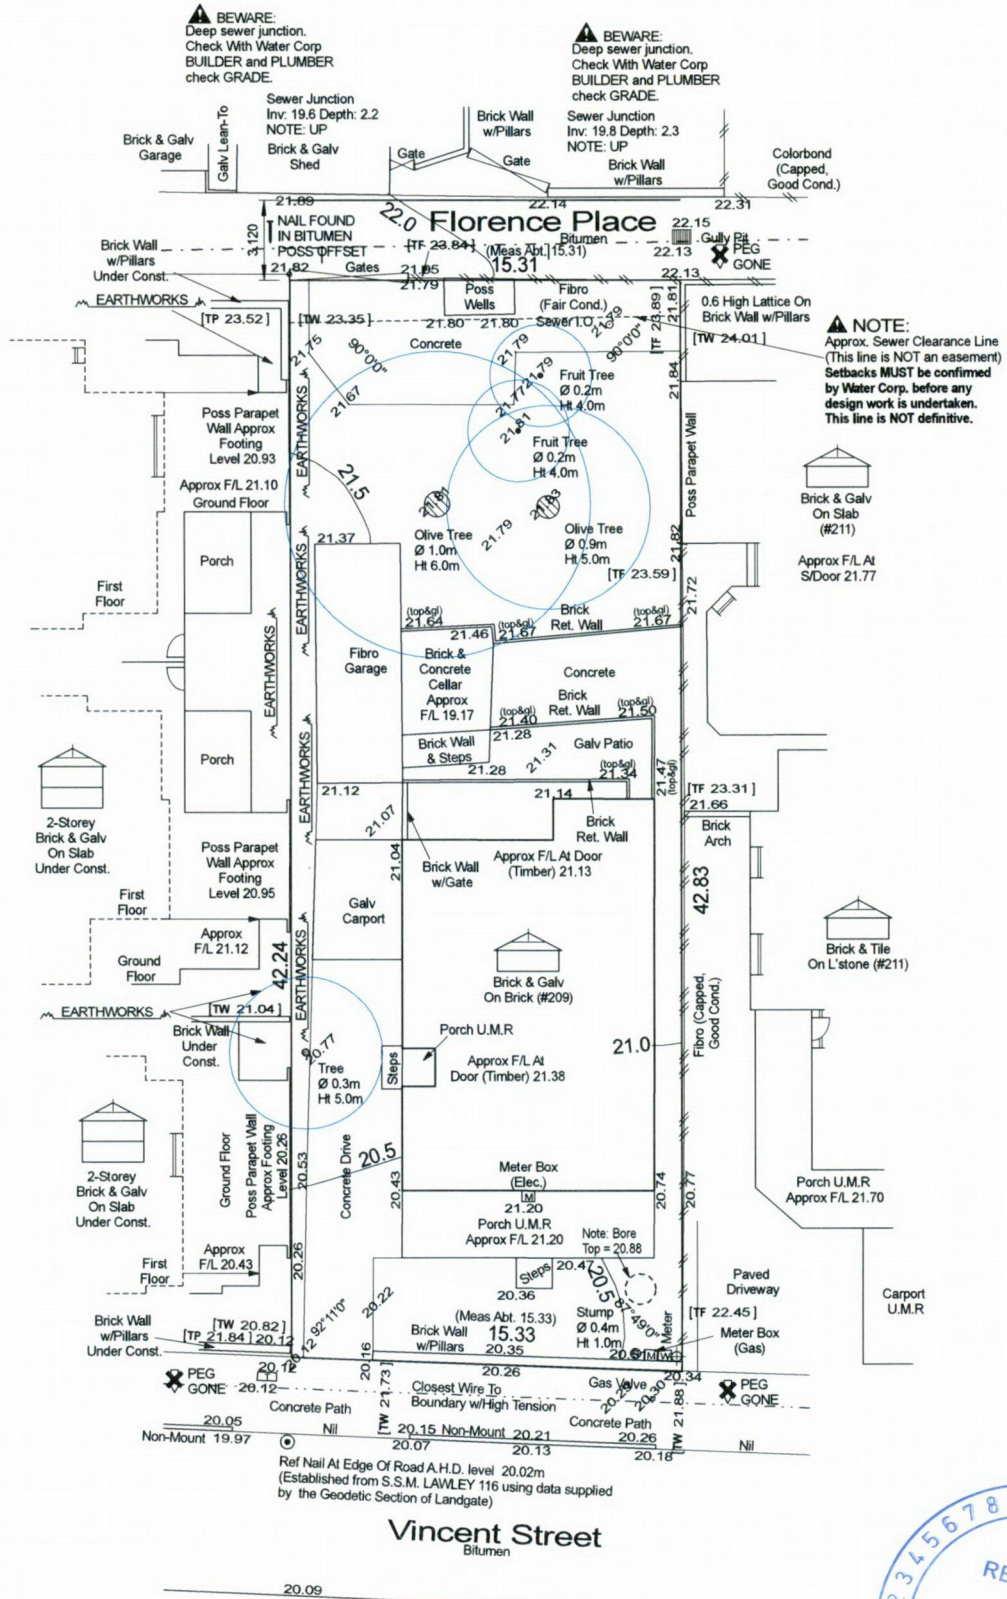 BEWARE:
Deep sewer junction.
Check With Water Corp
BUILDER and PLUMBER
check GRADE.
BEWARE:
Deep sewer junction.
Check With Water Corp
BUILDER and PLUMBER
check GRADE.
Sewer Junction
Inv: 19.6 Depth: 2.2
NOTE: UP
Brick & Galv
Garage
Galv Lean-To
Brick & Galv
Shed
Gate
Brick Wall
w/Pillars
Gate
Sewer Junction
Inv: 19.8 Depth: 2.3
NOTE: UP
Brick Wall
w/Pillars
Colorbond
(Capped,
Good Cond.)
21.89
22.14
22.31
22.0
Florence Place
3.120
NAIL FOUND
IN BITUMEN
POSS OFFSET
[TF 23.84]
(Meas Abt. 15.31)
15.31
Bitumen
22.15
Gully Pit
22.13
PEG
GONE
Brick Wall
w/Pillars
Under Const.
21.82
Gates
21.95
21.79
22.13
EARTHWORKS
Poss
Wells
Fibro
(Fair Cond.)
Sewer I.O.
21.79
[TF 23.89]
21.81
0.6 High Lattice On
Brick Wall w/Pillars
[TP 23.52]
[TW 23.35]
21.80
21.80
[TW 24.01]
NOTE:
Approx. Sewer Clearance Line
(This line is NOT an easement)
Setbacks MUST be confirmed
by Water Corp. before any
design work is undertaken.
This line is NOT definitive.
21.75
90°0'0"
Concrete
21.79
90°0'0"
21.84
21.67
21.79
21.77
Fruit Tree
Ø 0.2m
Ht 4.0m
21.81
Fruit Tree
Ø 0.2m
Ht 4.0m
EARTHWORKS
Poss Parapet
Wall Approx
Footing
Level 20.93
Poss Parapet Wall
Approx F/L 21.10
Ground Floor
21.5
21.81
21.83
Brick & Galv
On Slab
(#211)
21.37
Olive Tree
Ø 1.0m
Ht 6.0m
21.79
Olive Tree
Ø 0.9m
Ht 5.0m
21.82
Approx F/L At
S/Door 21.77
Porch
EARTHWORKS
[TF 23.59]
21.72
First
Floor
(top&gl)
21.64
21.46
(top&gl)
21.67
Brick
Ret. Wall
(top&gl)
21.67
EARTHWORKS
Fibro
Garage
Brick &
Concrete
Cellar
Approx
F/L 19.17
Concrete
Brick
Ret. Wall
(top&gl)
21.40
(top&gl)
21.50
EARTHWORKS
Porch
Brick Wall
& Steps
21.28
21.28
21.31
Galv Patio
(top&gl)
21.34
21.47
(top&gl)
21.12
21.14
[TF 23.31]
21.66
2-Storey
Brick & Galv
On Slab
Under Const.
21.07
Brick
Ret. Wall
Brick
Arch
Poss Parapet
Wall Approx
Footing
Level 20.95
21.04
Brick Wall
w/Gate
Approx F/L At Door
(Timber) 21.13
42.83
First
Floor
Galv
Carport
Approx
F/L 21.12
Ground
Floor
42.24
EARTHWORKS
Brick & Galv
On Brick (#209)
Brick & Tile
On L'stone (#211)
EARTHWORKS
[TW 21.04]
Fibro (Capped,
Good Cond.)
Brick Wall
Under
Const.
20.77
Tree
Ø 0.3m
Ht 5.0m
Steps
Porch U.M.R
Approx F/L At
Door (Timber) 21.38
21.0
Ground Floor
Poss Parapet Wall
Approx Footing
Level 20.26
20.53
Concrete Drive
20.5
20.43
2-Storey
Brick & Galv
On Slab
Under Const.
Meter Box
(Elec.)
M
21.20
20.74
20.77
Porch U.M.R
Approx F/L 21.70
Porch U.M.R
Approx F/L 21.20
Note: Bore
Top = 20.88
First
Floor
Approx
F/L 20.43
20.26
Steps
20.47
20.5
20.36
Paved
Driveway
Carport
U.M.R
20.22
87°49'0"
[TF 22.45]
Brick Wall
w/Pillars
Under Const.
[TW 20.82]
[TP 21.84]
20.12
20.12
92°11'0"
(Meas Abt. 15.33)
Brick Wall
w/Pillars
15.33
20.35
Stump
Ø 0.4m
Ht 1.0m
Meter
M
W
Meter Box
(Gas)
20.16
20.26
20.34
PEG
GONE
20.12
[TW 21.73]
Closest Wire To
Boundary w/High Tension
Gas Valve
20.30
[TW 21.88]
PEG
GONE
Concrete Path
Concrete Path
20.05
Non-Mount 19.97
Nil
20.15 Non-Mount 20.21
20.07
20.13
20.26
20.18
Nil
Ref Nail At Edge Of Road A.H.D. level 20.02m
(Established from S.S.M. LAWLEY 116 using data supplied
by the Geodetic Section of Landgate)
Vincent Street
Bitumen
20.09
2345678
RE